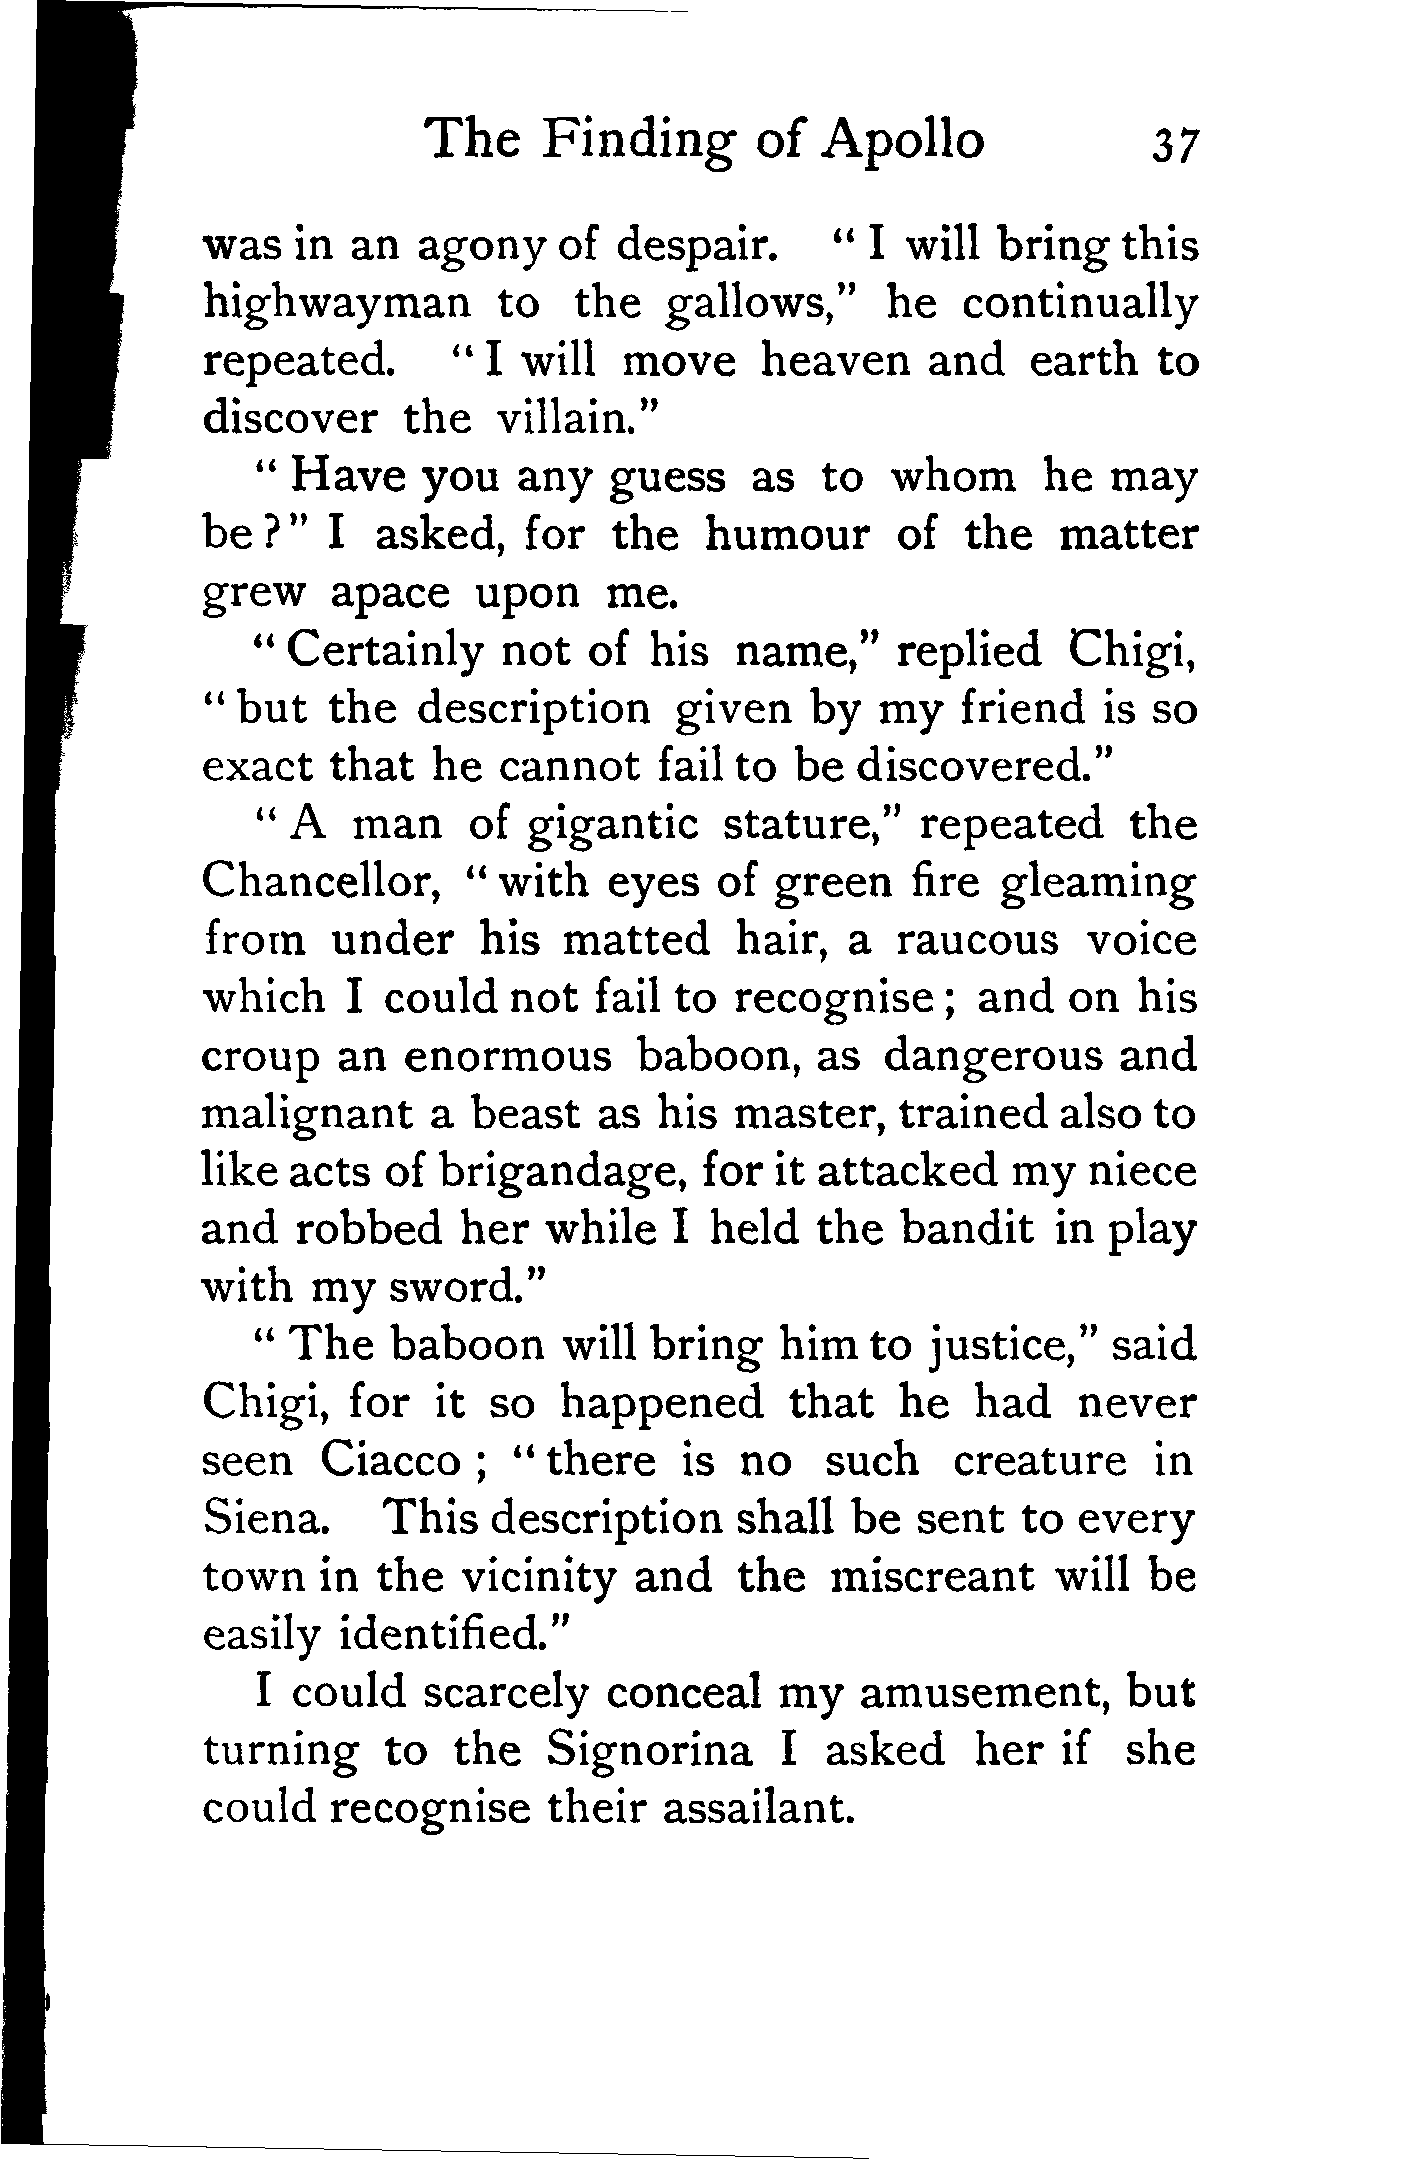 The Finding of Apollo 37
was in an agony of despair. "I will bring this
highwayman to the gallows," he continually
repeated. "I will move heaven and earth to
discover the villain."
"Have you any guess as to whom he may
be?" I asked, for the humour of the matter
grew apace upon me.
"Certainly not of his name," replied Chigi,
"but the description given by my friend is so
exact that he cannot fail to be discovered."
"A man of gigantic stature," repeated the
Chancellor, "with eyes of green fire gleaming
from under his matted hair, a raucous voice
which I could not fail to recognise; and on his
croup an enormous baboon, as dangerous and
malignant a beast as his master, trained also to
like acts of brigandage, for it attacked my niece
and robbed her while I held the bandit in play
with my sword."
"The baboon will bring him to justice," said
Chigi, for it so happened that he had never
seen Ciacco; "there is no such creature in
Siena. This description shall be sent to every
town in the vicinity and the miscreant will be
easily identified."
I could scarcely conceal my amusement, but
turning to the Signorina I asked her if she
could recognise their assailant.